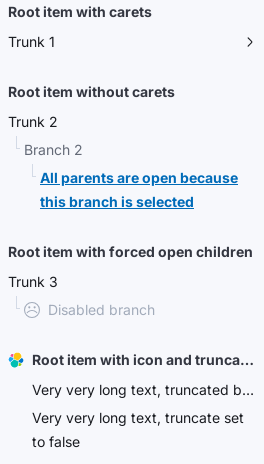 Root item with carets
Trunk 1
Root item without carets
Trunk 2
Branch 2
All parents are open because
this branch is selected
Root item with forced open children
Trunk 3
Disabled branch
Root item with icon and trunca...
Very very long text, truncated b...
Very very long text, truncate set
to false